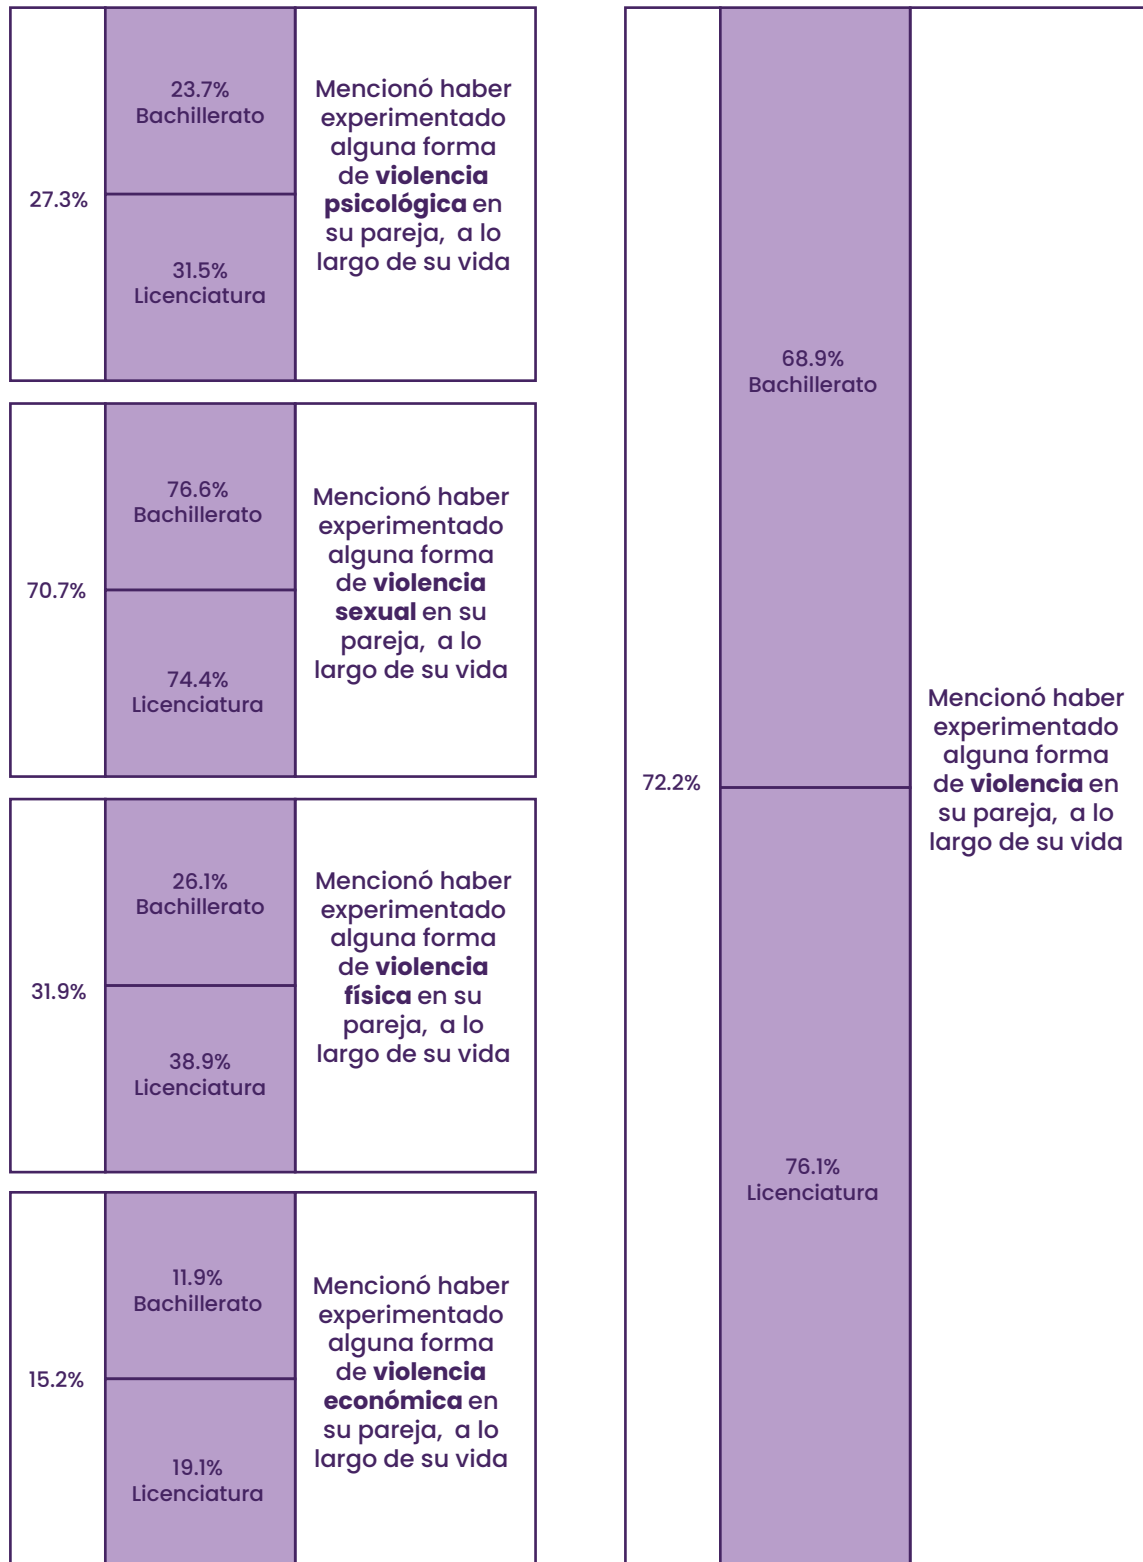 27.3%
23.7%
Bachillerato
31.5%
Licenciatura
Mencionó haber
experimentado
alguna forma
de violencia
psicológica en
su pareja, a lo
largo de su vida
70.7%
76.6%
Bachillerato
74.4%
Licenciatura
Mencionó haber
experimentado
alguna forma
de violencia
sexual en su
pareja, a lo
largo de su vida
31.9%
26.1%
Bachillerato
38.9%
Licenciatura
Mencionó haber
experimentado
alguna forma
de violencia
física en su
pareja, a lo
largo de su vida
15.2%
11.9%
Bachillerato
19.1%
Licenciatura
Mencionó haber
experimentado
alguna forma
de violencia
económica en
su pareja, a lo
largo de su vida
72.2%
68.9%
Bachillerato
76.1%
Licenciatura
Mencionó haber
experimentado
alguna forma
de violencia en
su pareja, a lo
largo de su vida